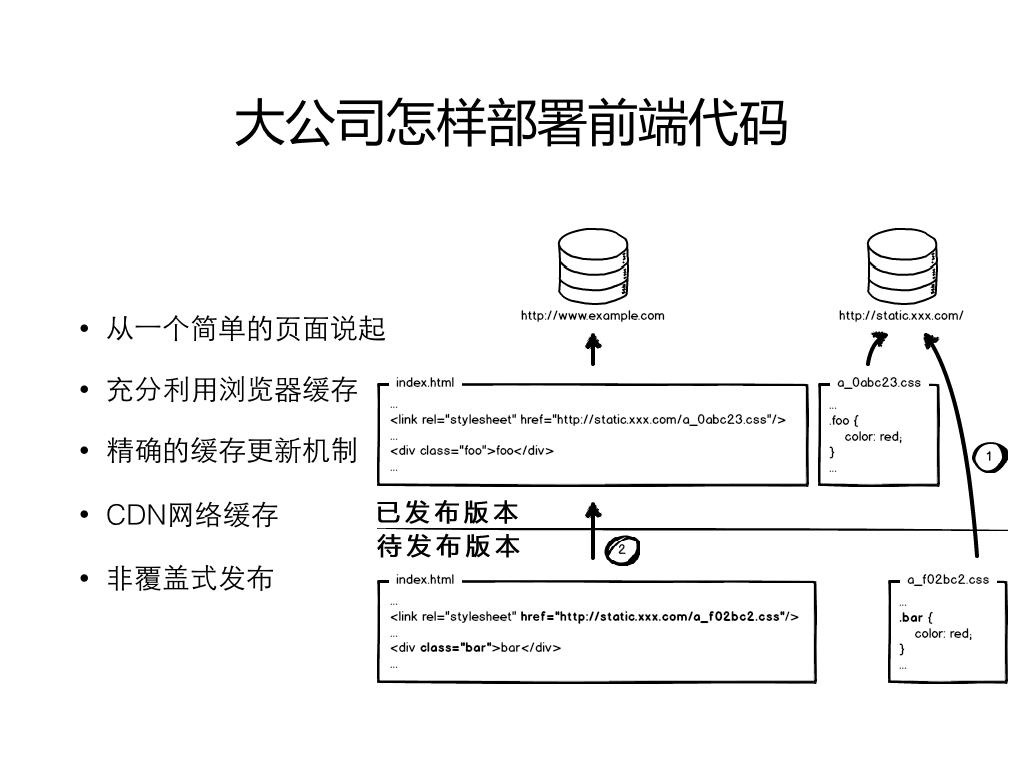 大公司怎样部署前端代码
• 从一个简单的页面说起
• 充分利用浏览器缓存
• 精确的缓存更新机制
• CDN网络缓存
• 非覆盖式发布
http://www.example.com
http://static.xxx.com/
index.html
...
<link rel="stylesheet" href="http://static.xxx.com/a_0abc23.css"/>
...
<div class="foo">foo</div>
...
a_0abc23.css
...
.foo {
color: red;
}
...
1
已发布版本
待发布版本
2
index.html
...
<link rel="stylesheet" href="http://static.xxx.com/a_f02bc2.css"/>
...
<div class="bar">bar</div>
...
a_f02bc2.css
...
.bar {
color: red;
}
...